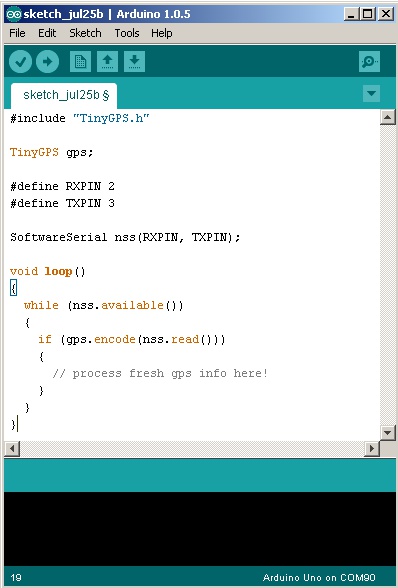 sketch_jul25b | Arduino 1.0.5
File Edit Sketch Tools Help
sketch_jul25b §
#include "TinyGPS.h"
TinyGPS gps;
#define RXPIN 2
#define TXPIN 3
SoftwareSerial nss(RXPIN, TXPIN);
void loop()
{
  while (nss.available())
  {
    if (gps.encode(nss.read()))
    {
      // process fresh gps info here!
    }
  }
}
19 Arduino Uno on COM90